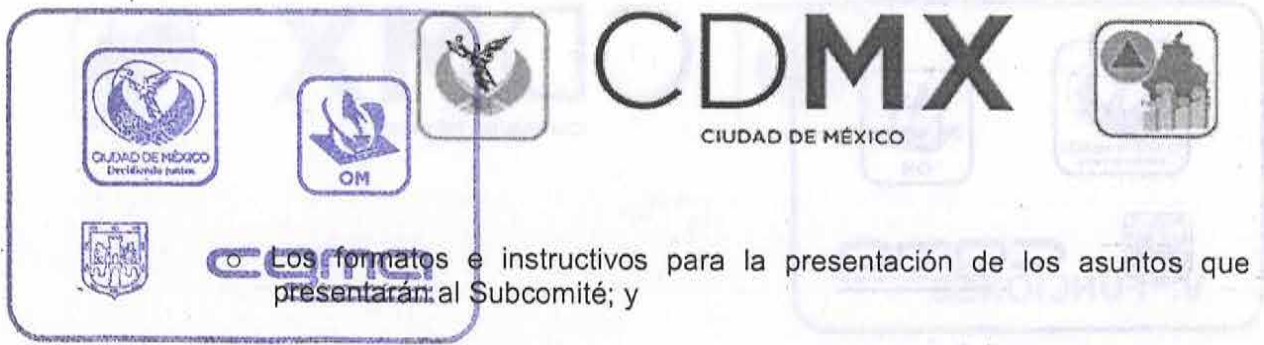 CDMX
CIUDAD DE MÉXICO
CIUDAD DE MÉXICO
Decidiendo juntos
OM
cgma
Los formatos e instructivos para la presentación de los asuntos que
presentarán al Subcomité; y